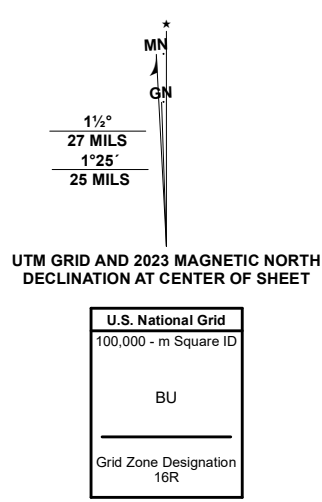 MN
GN
1½°
27 MILS
1°25´
25 MILS
UTM GRID AND 2023 MAGNETIC NORTH
DECLINATION AT CENTER OF SHEET
U.S. National Grid
100,000 - m Square ID
BU
Grid Zone Designation
16R